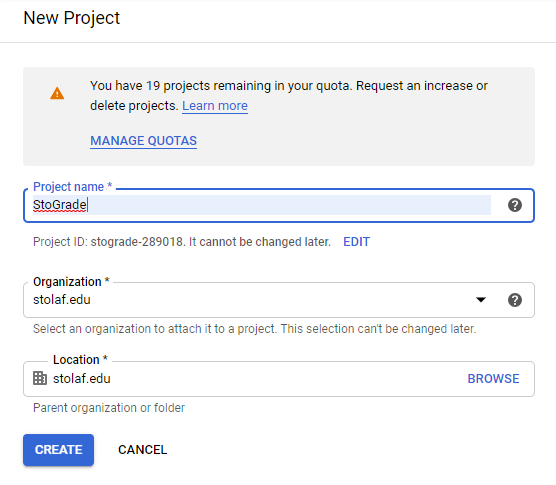 New Project
You have 19 projects remaining in your quota. Request an increase or
delete projects. Learn more
MANAGE QUOTAS
Project name *
StoGrade
Project ID: stograde-289018. It cannot be changed later. EDIT
Organization *
stolaf.edu
Select an organization to attach it to a project. This selection can't be changed later.
Location *
stolaf.edu BROWSE
Parent organization or folder
CREATE CANCEL